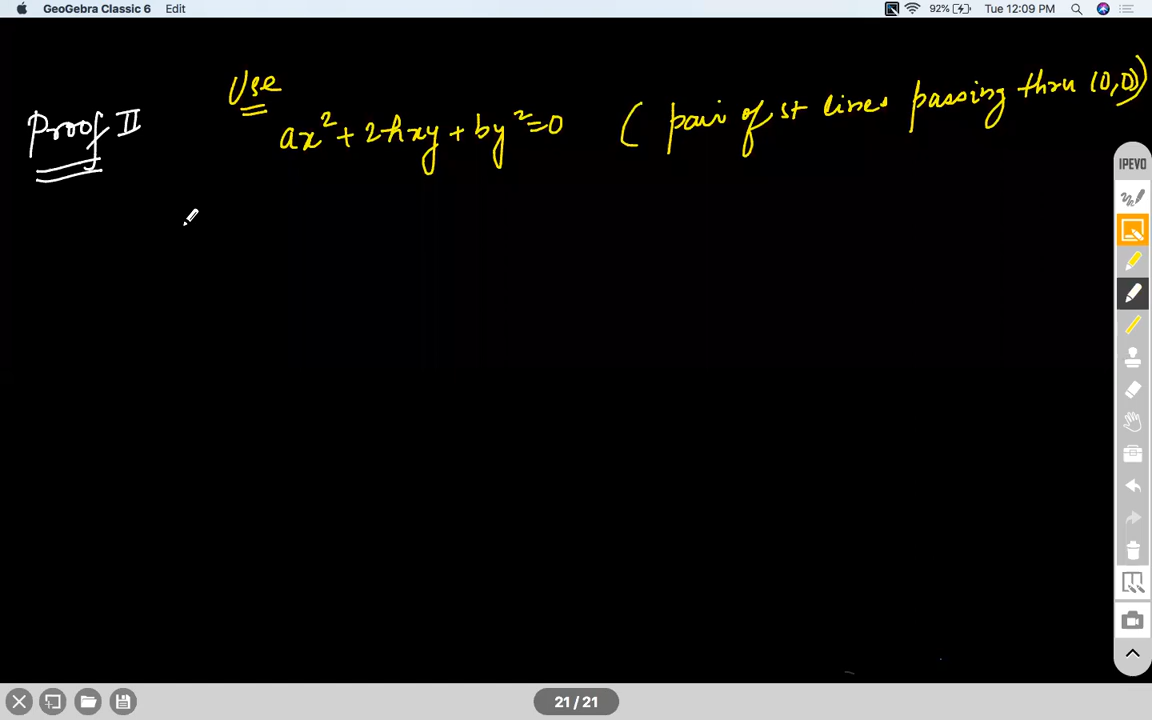 GeoGebra Classic 6 Edit 92% Tue 12:09 PM
Use
Proof II
ax²+2hxy+by²=0 ( pair of st lines passing thru (0,0))
IPEVO
21/21